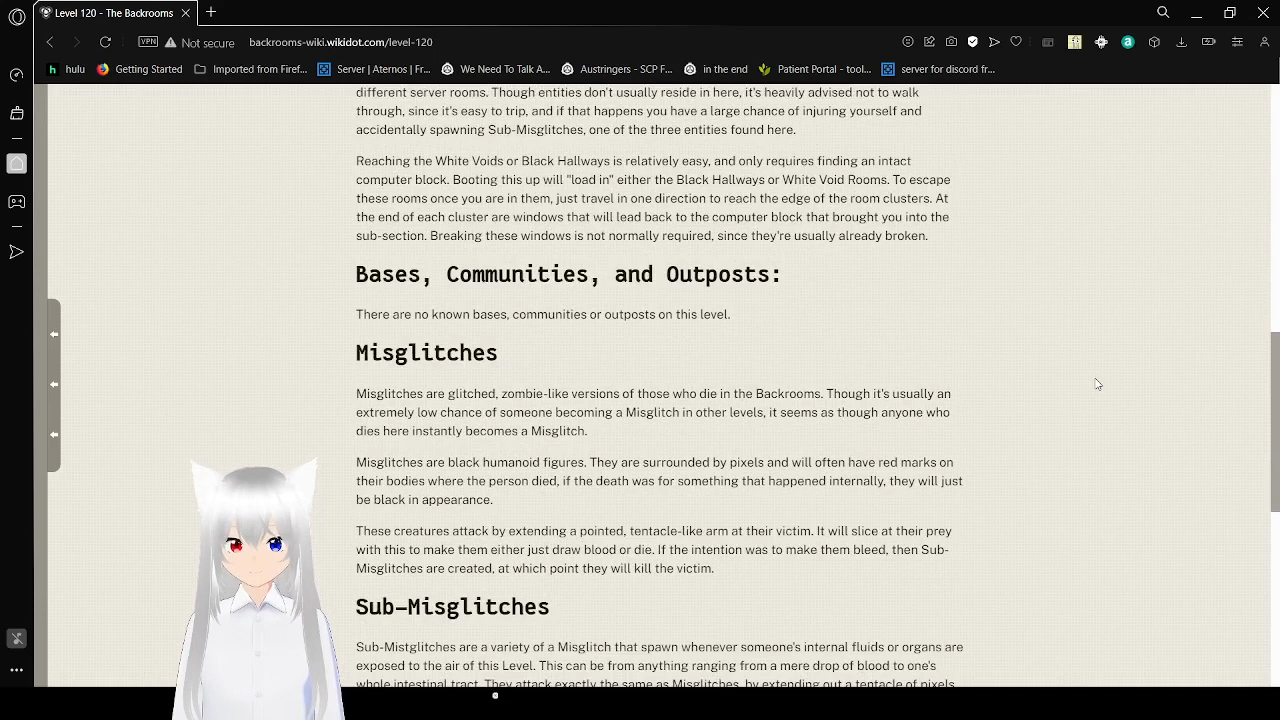 Level 120 - The Backrooms
VPN
Not secure
backrooms-wiki.wikidot.com/level-120
hulu
Getting Started
Imported from Firef...
Server | Aternos | Fr...
We Need To Talk A...
Austringers - SCP F...
in the end
Patient Portal - tool...
server for discord fr...
different server rooms. Though entities don't usually reside in here, it's heavily advised not to walk
through, since it's easy to trip, and if that happens you have a large chance of injuring yourself and
accidentally spawning Sub-Misglitches, one of the three entities found here.
Reaching the White Voids or Black Hallways is relatively easy, and only requires finding an intact
computer block. Booting this up will "load in" either the Black Hallways or White Void Rooms. To escape
these rooms once you are in them, just travel in one direction to reach the edge of the room clusters. At
the end of each cluster are windows that will lead back to the computer block that brought you into the
sub-section. Breaking these windows is not normally required, since they're usually already broken.
Bases, Communities, and Outposts:
There are no known bases, communities or outposts on this level.
Misglitches
Misglitches are glitched, zombie-like versions of those who die in the Backrooms. Though it's usually an
extremely low chance of someone becoming a Misglitch in other levels, it seems as though anyone who
dies here instantly becomes a Misglitch.
Misglitches are black humanoid figures. They are surrounded by pixels and will often have red marks on
their bodies where the person died, if the death was for something that happened internally, they will just
be black in appearance.
These creatures attack by extending a pointed, tentacle-like arm at their victim. It will slice at their prey
with this to make them either just draw blood or die. If the intention was to make them bleed, then Sub-
Misglitches are created, at which point they will kill the victim.
Sub-Misglitches
Sub-Mistglitches are a variety of a Misglitch that spawn whenever someone's internal fluids or organs are
exposed to the air of this Level. This can be from anything ranging from a mere drop of blood to one's
whole intestinal tract. They attack exactly the same as Misglitches, by extending out a tentacle of pixels